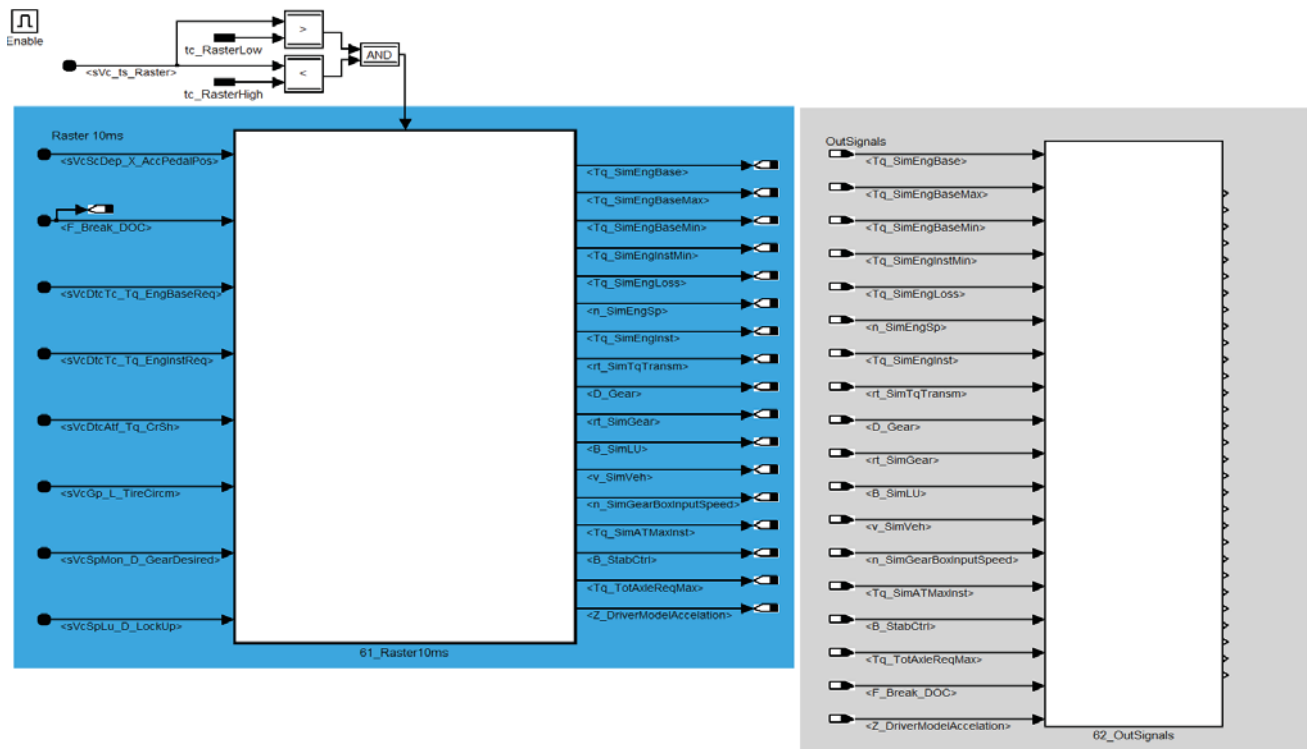 Enable
>
tc_RasterLow
AND
<sVc_ts_Raster>
<
tc_RasterHigh
Raster 10ms
<sVcScDep_X_AccPedalPos>
<F_Break_DOC>
<sVcDtcTc_Tq_EngBaseReq>
<sVcDtcTc_Tq_EngInstReq>
<sVcDtcAtf_Tq_CrSh>
<sVcGp_L_TireCircm>
<sVcSpMon_D_GearDesired>
<sVcSpLu_D_LockUp>
<Tq_SimEngBase>
<Tq_SimEngBaseMax>
<Tq_SimEngBaseMin>
<Tq_SimEngInstMin>
<Tq_SimEngLoss>
<n_SimEngSp>
<Tq_SimEngInst>
<rt_SimTqTransm>
<D_Gear>
<rt_SimGear>
<B_SimLU>
<v_SimVeh>
<n_SimGearBoxInputSpeed>
<Tq_SimATMaxInst>
<B_StabCtrl>
<Tq_TotAxleReqMax>
<Z_DriverModelAccelation>
61_Raster10ms
OutSignals
<Tq_SimEngBase>
<Tq_SimEngBaseMax>
<Tq_SimEngBaseMin>
<Tq_SimEngInstMin>
<Tq_SimEngLoss>
<n_SimEngSp>
<Tq_SimEngInst>
<rt_SimTqTransm>
<D_Gear>
<rt_SimGear>
<B_SimLU>
<v_SimVeh>
<n_SimGearBoxInputSpeed>
<Tq_SimATMaxInst>
<B_StabCtrl>
<Tq_TotAxleReqMax>
<F_Break_DOC>
<Z_DriverModelAccelation>
62_OutSignals